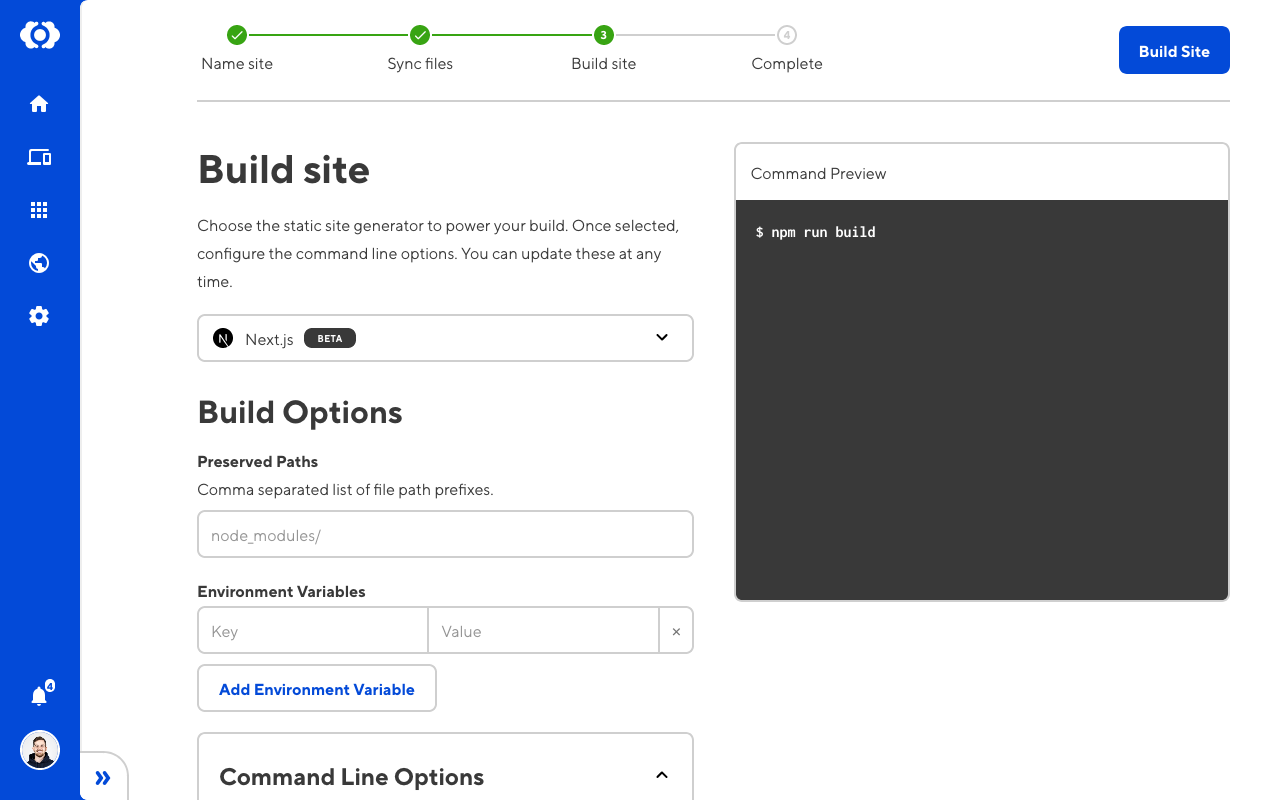 3
4
Name site
Sync files
Build site
Complete
Build Site
Build site
Choose the static site generator to power your build. Once selected,
configure the command line options. You can update these at any
time.
N Next.js BETA
Build Options
Preserved Paths
Comma separated list of file path prefixes.
node_modules/
Environment Variables
Key
Value
×
Add Environment Variable
Command Line Options
Command Preview
$ npm run build
4